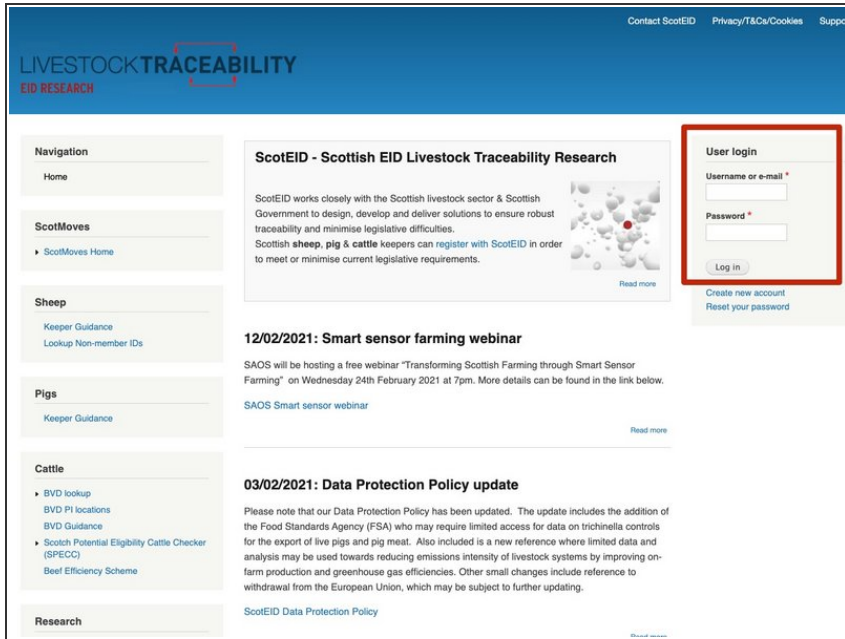 Contact ScotEID Privacy/T&Cs/Cookies
LIVESTOCKTRACEABILITY
EID RESEARCH
Navigation
Home
ScotMoves
ScotMoves Home
Sheep
Keeper Guidance
Lookup Non-member IDs
Pigs
Keeper Guidance
Cattle
BVD lookup
BVD PI locations
BVD Guidance
Scotch Potential Eligibility Cattle Checker
(SPECC)
Beef Efficiency Scheme
Research
ScotEID - Scottish EID Livestock Traceability Research
ScotEID works closely with the Scottish livestock sector & Scottish
Government to design, develop and deliver solutions to ensure robust
traceability and minimise legislative difficulties.
Scottish sheep, pig & cattle keepers can register with ScotEID in order
to meet or minimise current legislative requirements.
Read more
12/02/2021: Smart sensor farming webinar
SAOS will be hosting a free webinar “Transforming Scottish Farming through Smart Sensor
Farming” on Wednesday 24th February 2021 at 7pm. More details can be found in the link below.
SAOS Smart sensor webinar
Read more
03/02/2021: Data Protection Policy update
Please note that our Data Protection Policy has been updated. The update includes the addition of
the Food Standards Agency (FSA) who may require limited access for data on trichinella controls
for the export of live pigs and pig meat. Also included is a new reference where limited data and
analysis may be used towards reducing emissions intensity of livestock systems by improving on-
farm production and greenhouse gas efficiencies. Other small changes include reference to
withdrawal from the European Union, which may be subject to further updating.
ScotEID Data Protection Policy
Read more
User login
Username or e-mail *
Password *
Log in
Create new account
Reset your password